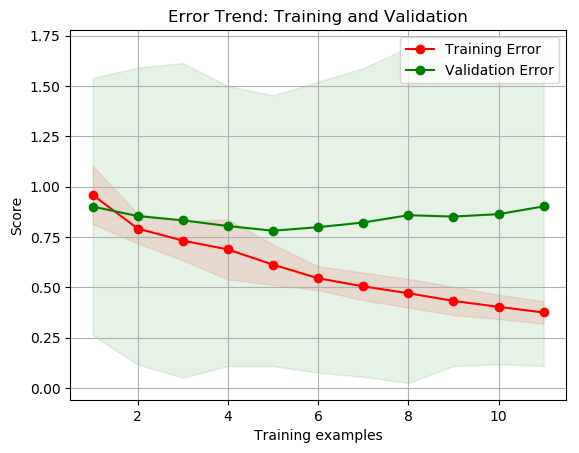 Error Trend: Training and Validation
Training Error
Validation Error
Score
1.75
1.50
1.25
1.00
0.75
0.50
0.25
0.00
2
4
6
8
10
Training examples